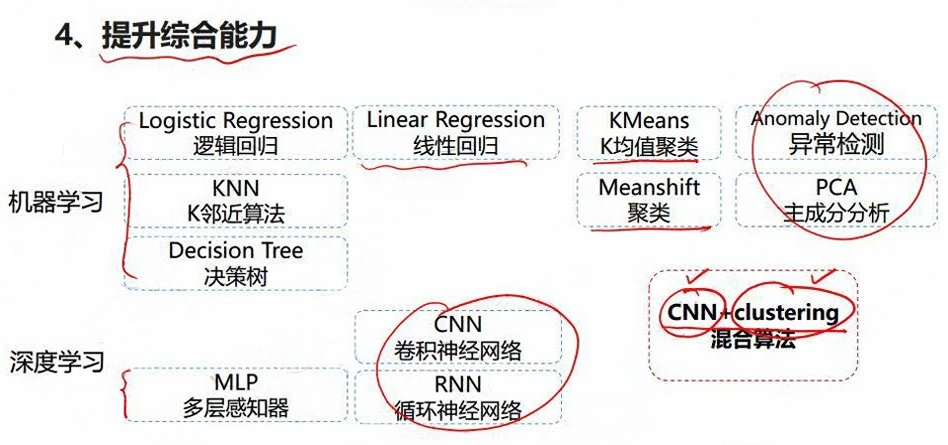 4、提升综合能力
Logistic Regression
逻辑回归
Linear Regression
线性回归
KMeans
K均值聚类
Anomaly Detection
异常检测
机器学习
KNN
K邻近算法
Meanshift
聚类
PCA
主成分分析
Decision Tree
决策树
CNN+clustering
混合算法
深度学习
CNN
卷积神经网络
MLP
多层感知器
RNN
循环神经网络